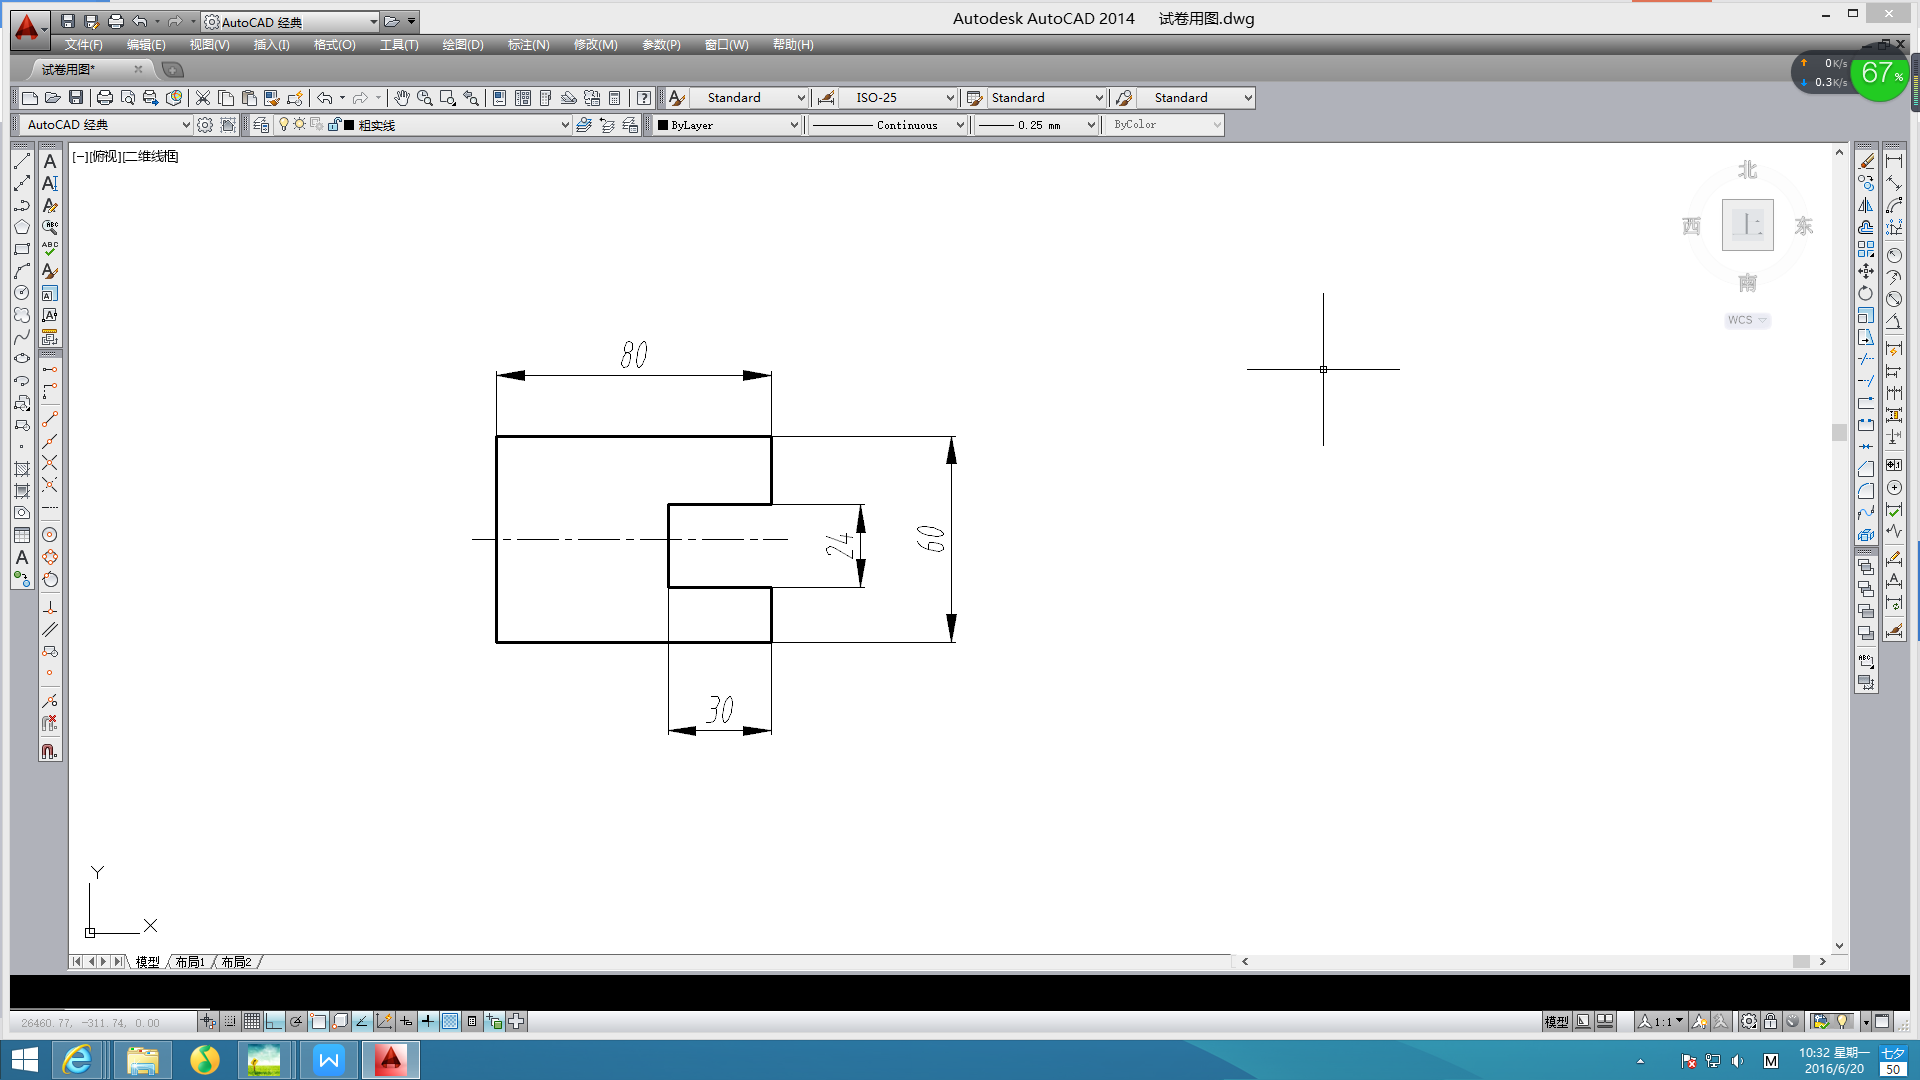 AutoCAD 经典
Autodesk AutoCAD 2014 试卷用图.dwg
文件(F) 编辑(E) 视图(V) 插入(I) 格式(O) 工具(T) 绘图(D) 标注(N) 修改(M) 参数(P) 窗口(W) 帮助(H)
试卷用图*
0K/s
0.3K/s
67%
Standard ISO-25 Standard Standard
AutoCAD 经典 粗实线 ByLayer Continuous 0.25 mm ByColor
[−][俯视][二维线框]
北
西 上 东
南
WCS
80
24
60
30
Y
X
模型 布局1 布局2
26460.77, -311.74, 0.00
模型 1:1
10:32 星期一
2016/6/20
七夕
50
M